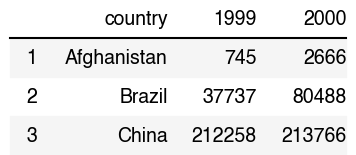 country 1999 2000
1 Afghanistan 745 2666
2 Brazil 37737 80488
3 China 212258 213766